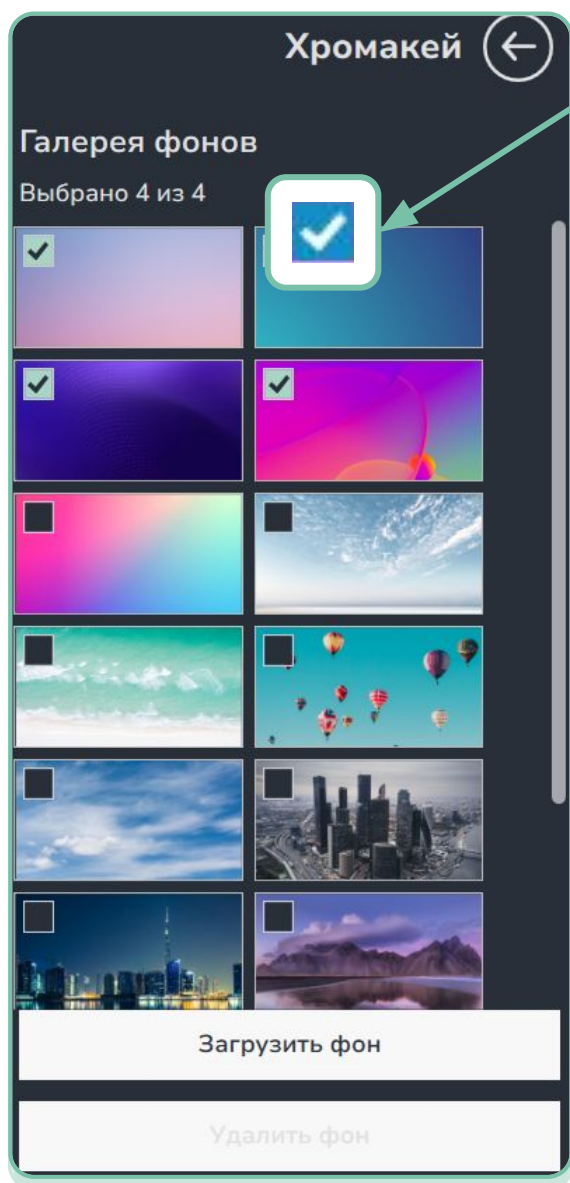 Хромакей
Галерея фонов
Выбрано 4 из 4
Загрузить фон
Удалить фон